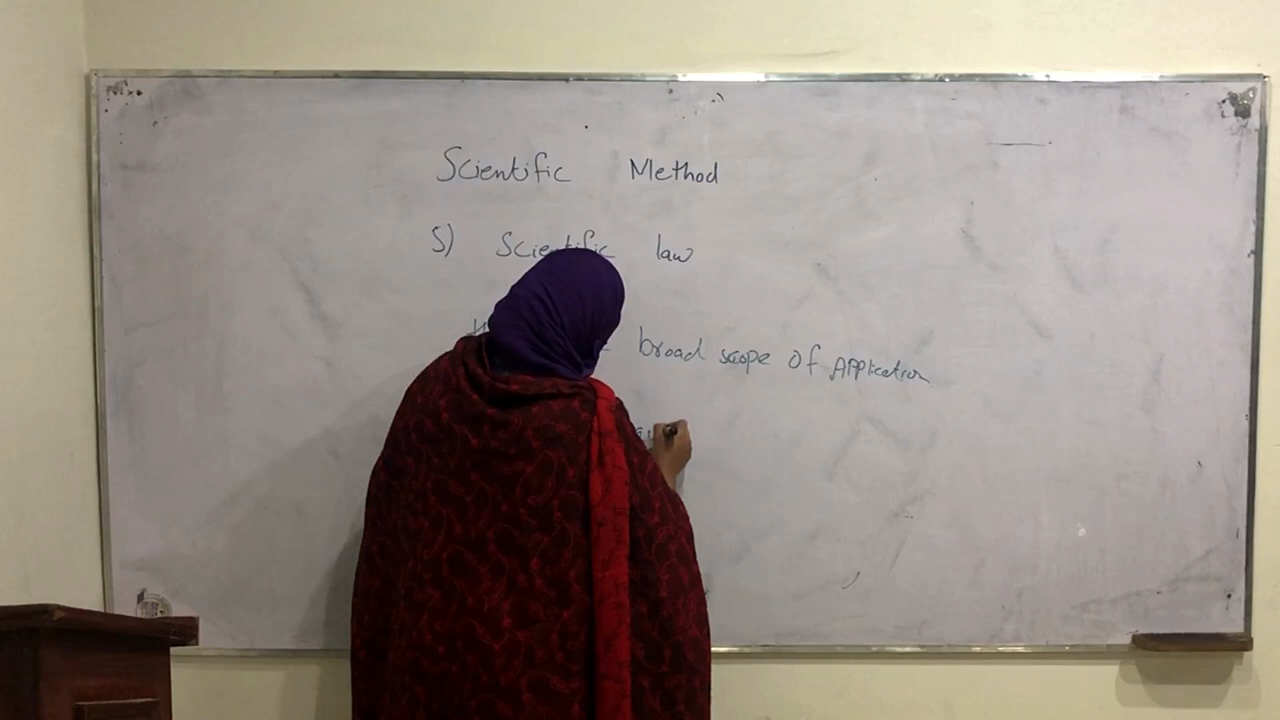 Scientific Method
5) Scientific law
broad scope of Application